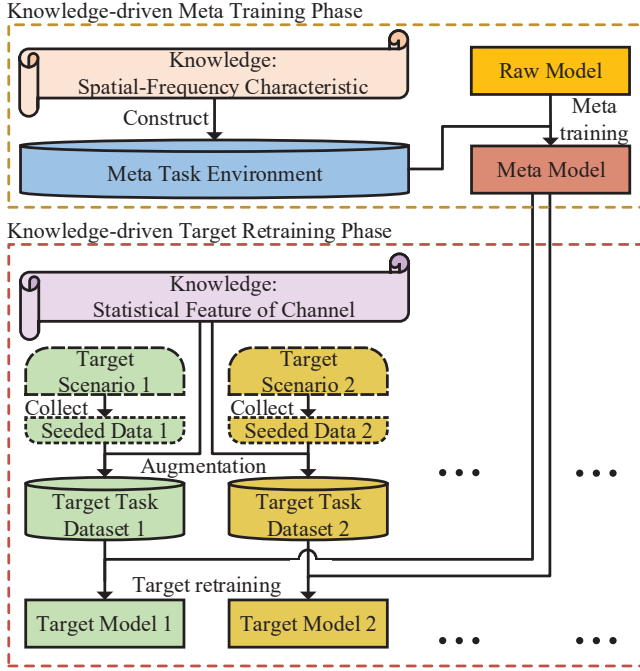 Knowledge-driven Meta Training Phase
Knowledge:
Spatial-Frequency Characteristic
Raw Model
Construct
Meta
training
Meta Task Environment
Meta Model
Knowledge-driven Target Retraining Phase
Knowledge:
Statistical Feature of Channel
Target
Scenario 1
Target
Scenario 2
Collect
Collect
Seeded Data 1
Seeded Data 2
Augmentation
Target Task
Dataset 1
Target Task
Dataset 2
• • •
• • •
Target retraining
Target Model 1
Target Model 2
• • •
• • •